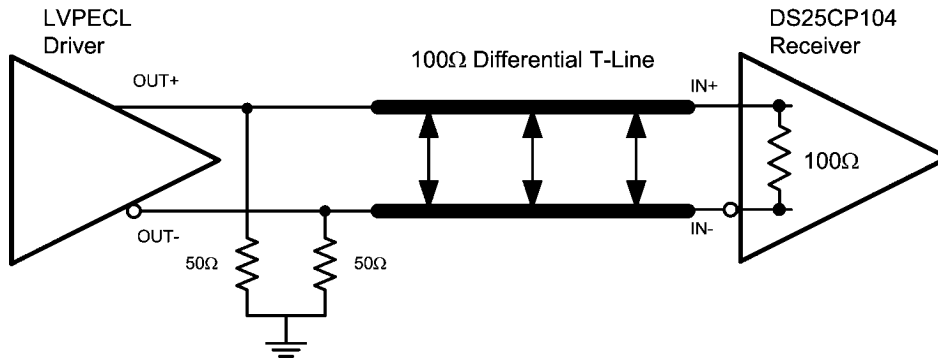 LVPECL
Driver
OUT+
100Ω Differential T-Line
IN+
DS25CP104
Receiver
100Ω
OUT-
IN-
50Ω
50Ω